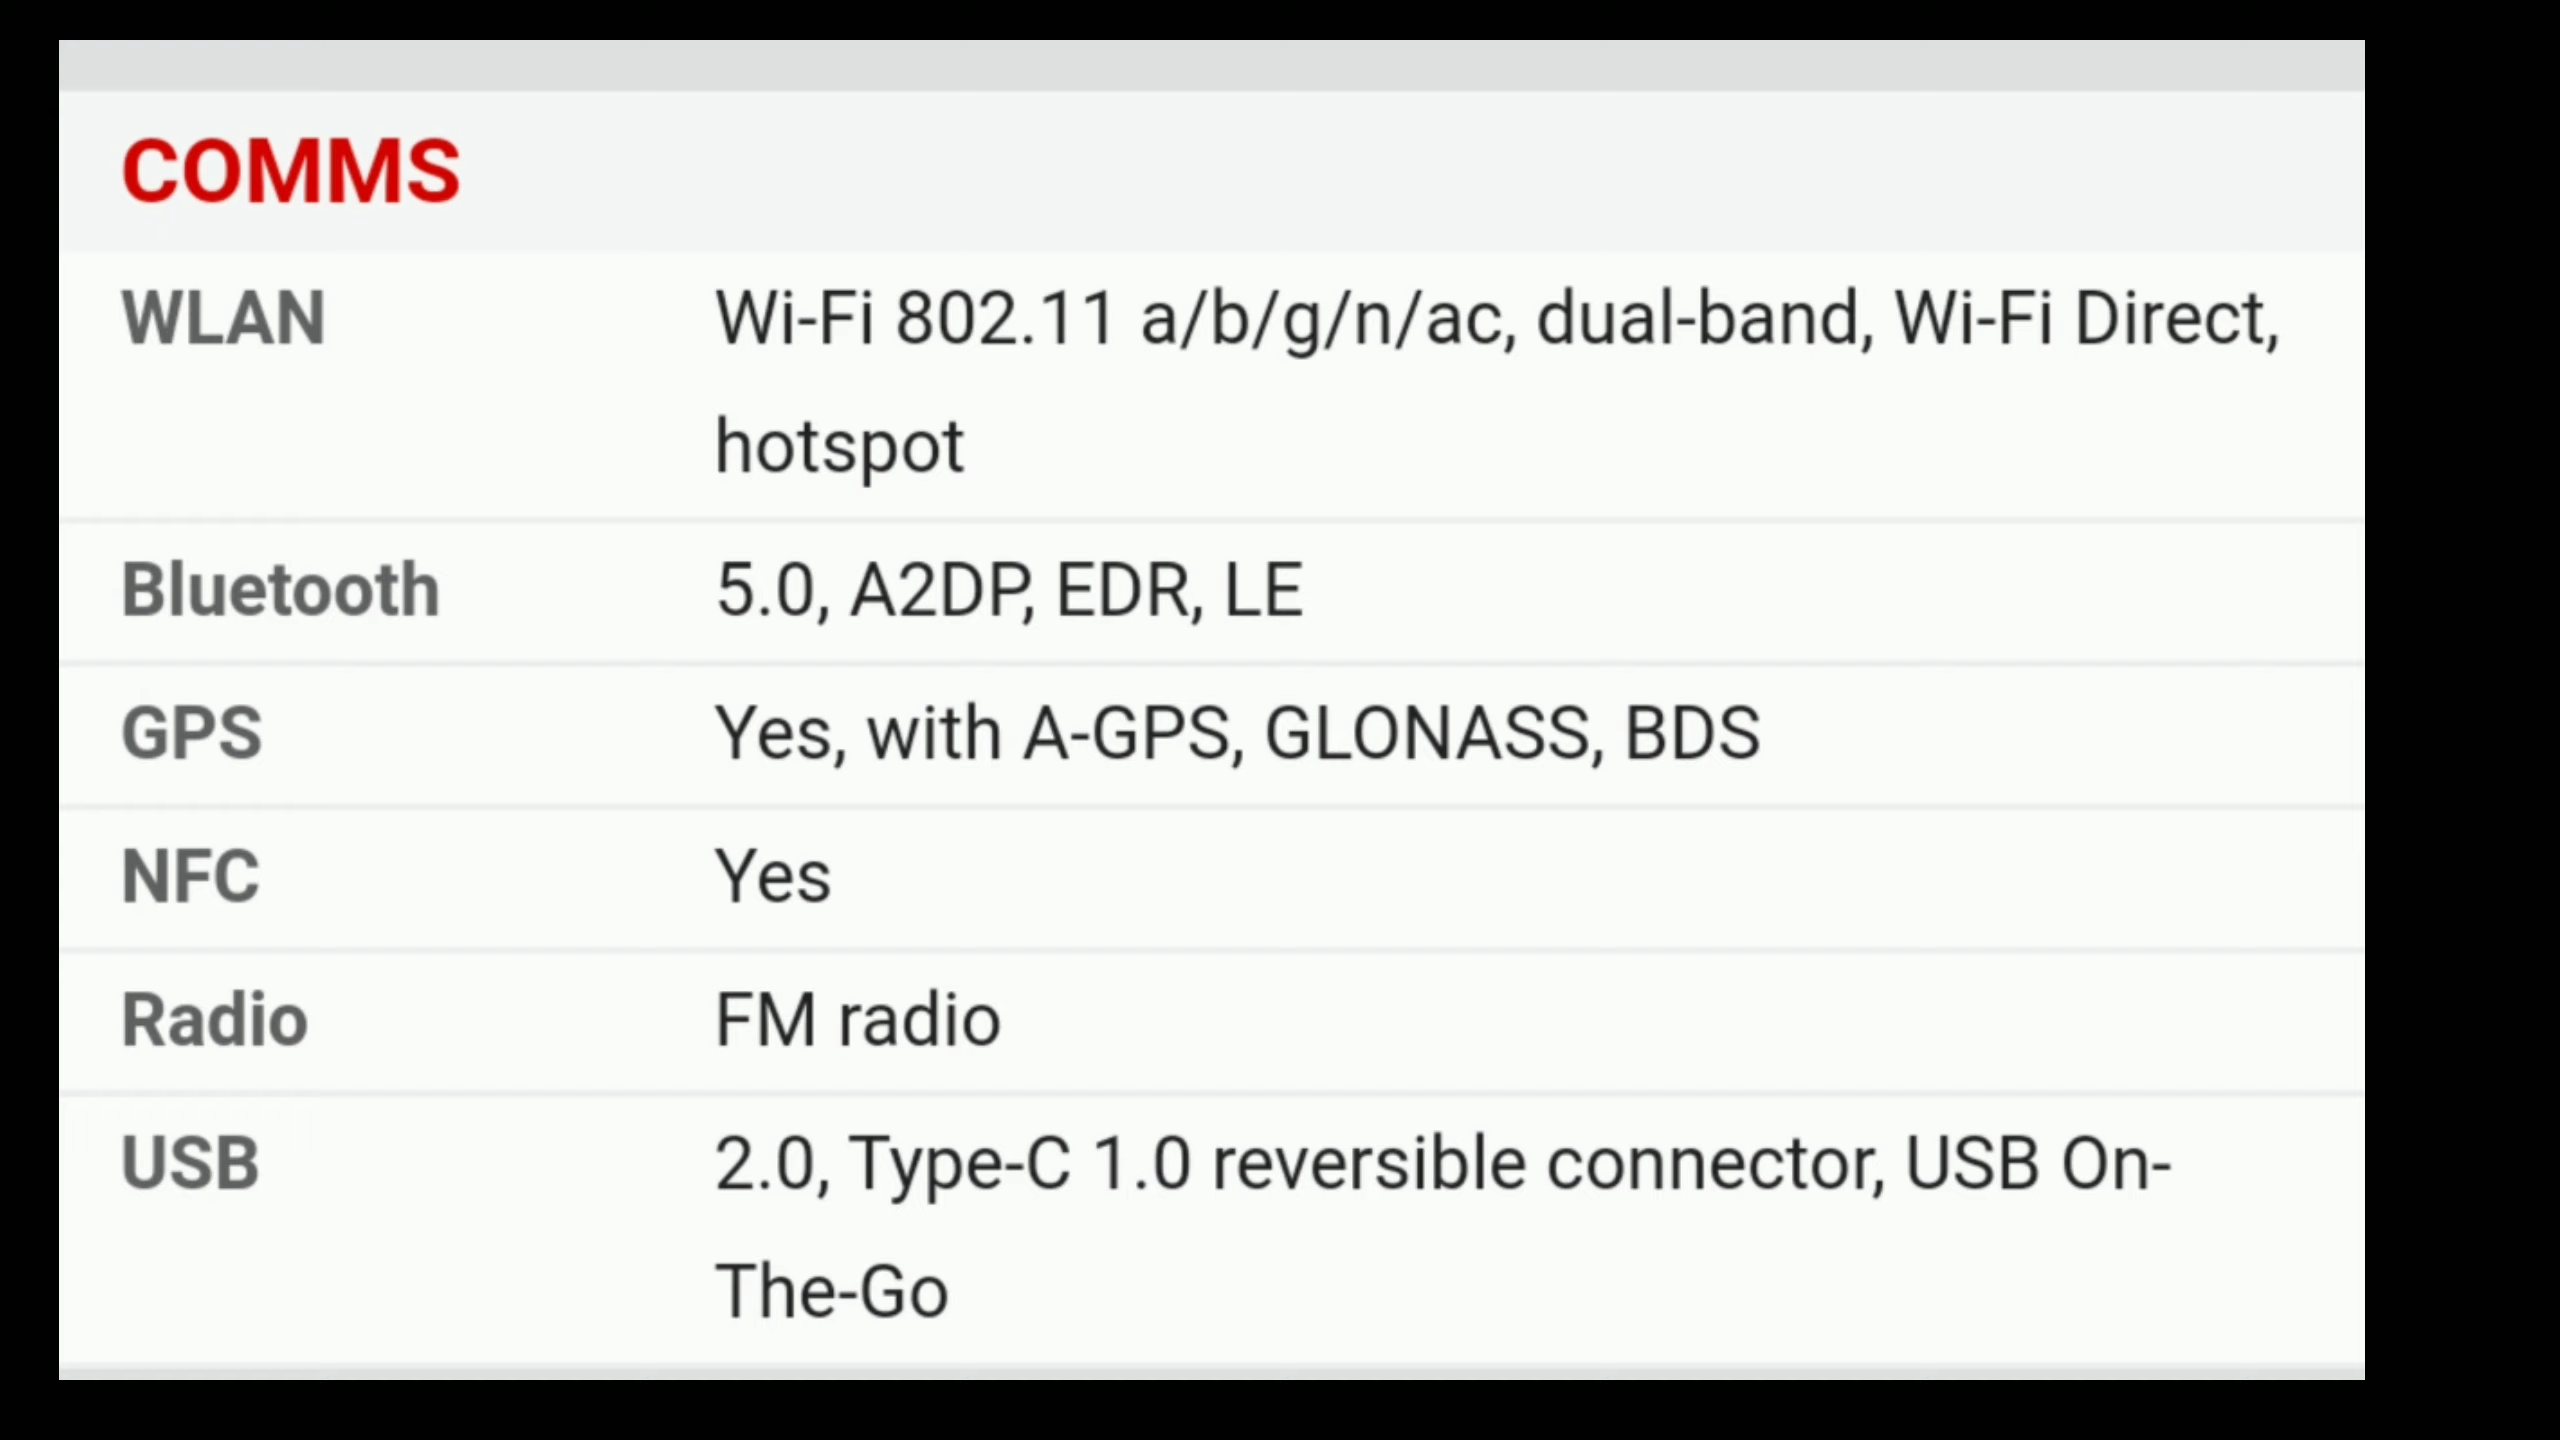 COMMS
WLAN Wi-Fi 802.11 a/b/g/n/ac, dual-band, Wi-Fi Direct,
hotspot
Bluetooth 5.0, A2DP, EDR, LE
GPS Yes, with A-GPS, GLONASS, BDS
NFC Yes
Radio FM radio
USB 2.0, Type-C 1.0 reversible connector, USB On-
The-Go